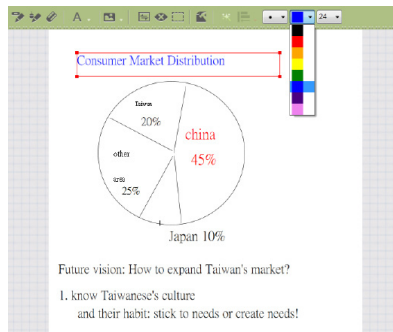 A
24
Consumer Market Distribution
Taiwan
20%
china
45%
other
area
25%
Japan 10%
Future vision: How to expand Taiwan's market?
1. know Taiwanese's culture
and their habit: stick to needs or create needs!